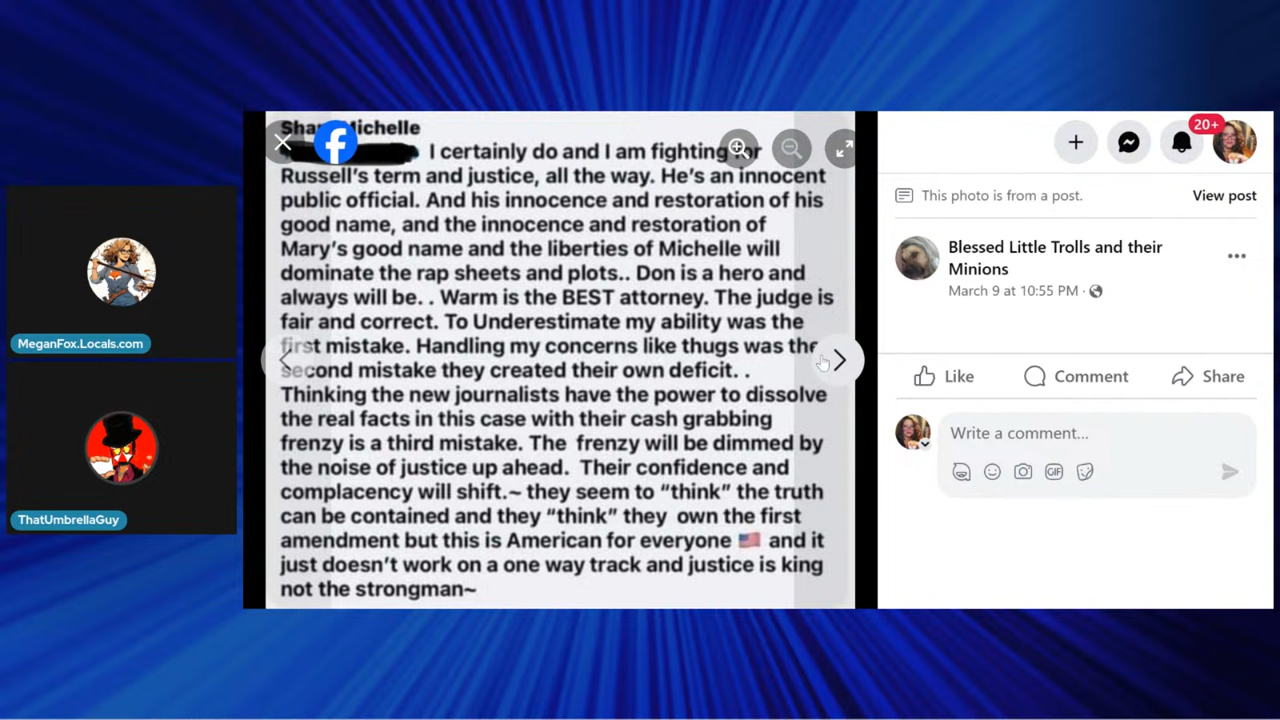 MeganFox.Locals.com
ThatUmbrellaGuy
Michelle
I certainly do and I am fighting for
Russell's term and justice, all the way. He's an innocent
public official. And his innocence and restoration of his
good name, and the innocence and restoration of
Mary's good name and the liberties of Michelle will
dominate the rap sheets and plots.. Don is a hero and
always will be. . Warm is the BEST attorney. The judge is
fair and correct. To Underestimate my ability was the
first mistake. Handling my concerns like thugs was the
second mistake they created their own deficit. .
Thinking the new journalists have the power to dissolve
the real facts in this case with their cash grabbing
frenzy is a third mistake. The frenzy will be dimmed by
the noise of justice up ahead. Their confidence and
complacency will shift.~ they seem to “think” the truth
can be contained and they “think” they own the first
amendment but this is American for everyone 🇺🇸 and it
just doesn't work on a one way track and justice is king
not the strongman~
20+
This photo is from a post.
View post
Blessed Little Trolls and their
Minions
March 9 at 10:55 PM ·
Like
Comment
Share
Write a comment…
GIF